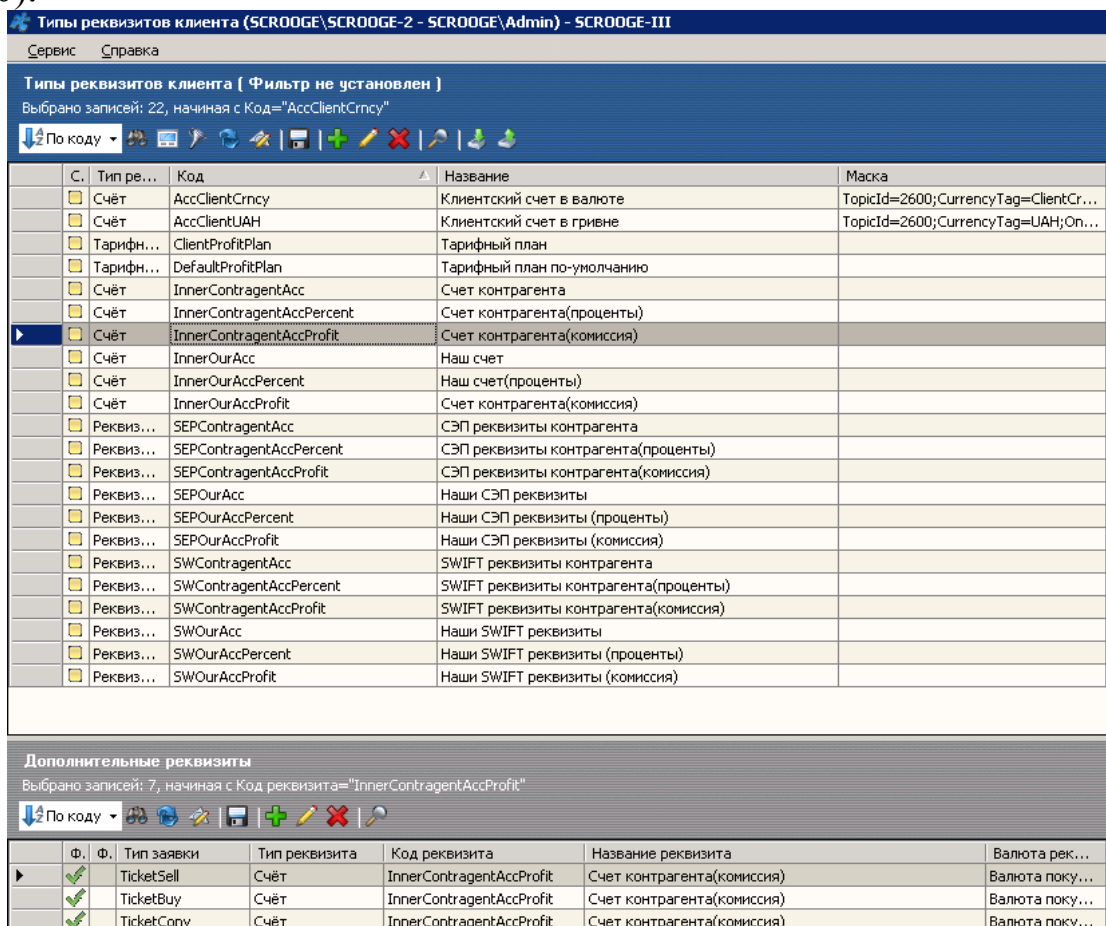 Типы реквизитов клиента (SCROOGE\SCROOGE-2 - SCROOGE\Admin) - SCROOGE-III
Сервис Справка
Типы реквизитов клиента ( Фильтр не установлен )
Выбрано записей: 22, начиная с Код="AccClientCrncy"
По коду
С. Тип ре... Код Название Маска
Счёт AccClientCrncy Клиентский счет в валюте TopicId=2600;CurrencyTag=ClientCr...
Счёт AccClientUAH Клиентский счет в гривне TopicId=2600;CurrencyTag=UAH;On...
Тарифн... ClientProfitPlan Тарифный план
Тарифн... DefaultProfitPlan Тарифный план по-умолчанию
Счёт InnerContragentAcc Счет контрагента
Счёт InnerContragentAccPercent Счет контрагента(проценты)
Счёт InnerContragentAccProfit Счет контрагента(комиссия)
Счёт InnerOurAcc Наш счет
Счёт InnerOurAccPercent Наш счет(проценты)
Счёт InnerOurAccProfit Счет контрагента(комиссия)
Реквиз... SEPContragentAcc СЭП реквизиты контрагента
Реквиз... SEPContragentAccPercent СЭП реквизиты контрагента(проценты)
Реквиз... SEPContragentAccProfit СЭП реквизиты контрагента(комиссия)
Реквиз... SEPOurAcc Наши СЭП реквизиты
Реквиз... SEPOurAccPercent Наши СЭП реквизиты (проценты)
Реквиз... SEPOurAccProfit Наши СЭП реквизиты (комиссия)
Реквиз... SWContragentAcc SWIFT реквизиты контрагента
Реквиз... SWContragentAccPercent SWIFT реквизиты контрагента(проценты)
Реквиз... SWContragentAccProfit SWIFT реквизиты контрагента(комиссия)
Реквиз... SWOurAcc Наши SWIFT реквизиты
Реквиз... SWOurAccPercent Наши SWIFT реквизиты (проценты)
Реквиз... SWOurAccProfit Наши SWIFT реквизиты (комиссия)
Дополнительные реквизиты
Выбрано записей: 7, начиная с Код реквизита="InnerContragentAccProfit"
По коду
Ф. Ф. Тип заявки Тип реквизита Код реквизита Название реквизита Валюта рек...
TicketSell Счёт InnerContragentAccProfit Счет контрагента(комиссия) Валюта поку...
TicketBuy Счёт InnerContragentAccProfit Счет контрагента(комиссия) Валюта поку...
TicketConv Счёт InnerContragentAccProfit Счет контрагента(комиссия) Валюта поку...